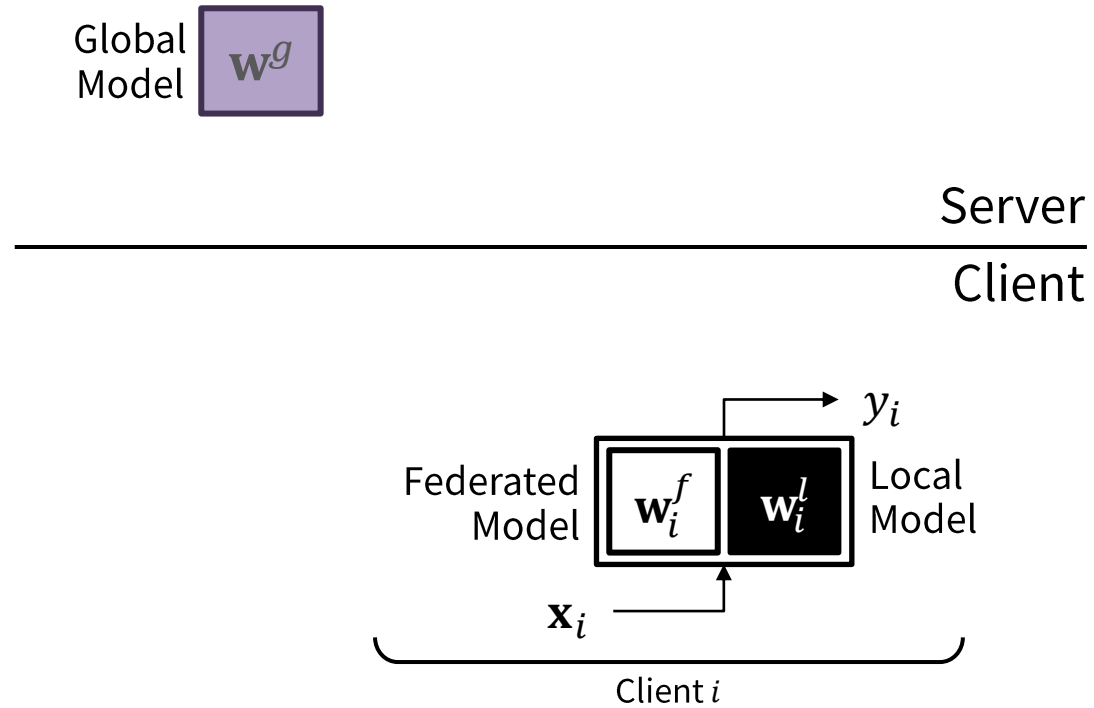 Global
Model
𝐰^g
Server
Client
y_i
Federated
Model
𝐰_i^f
𝐰_i^l
Local
Model
𝐱_i
Client i